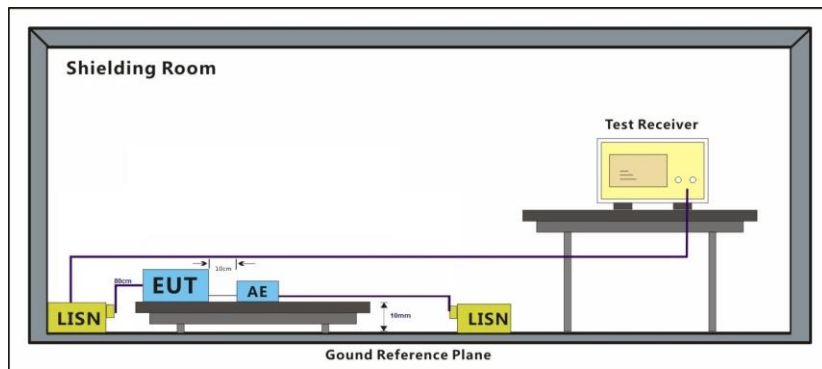 Shielding Room
Test Receiver
10cm
80cm
EUT
AE
LISN
10mm
LISN
Gound Reference Plane